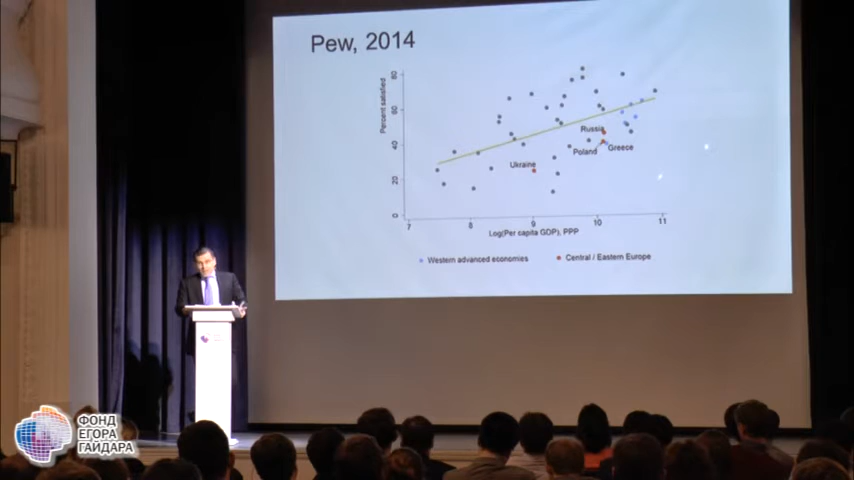 Pew, 2014
Percent satisfied
80
60
40
20
0
Russia
Poland
Greece
Ukraine
7
8
9
10
11
Log(Per capita GDP), PPP
Western advanced economies
Central / Eastern Europe
ФОНД
ЕГОРА
ГАЙДАРА